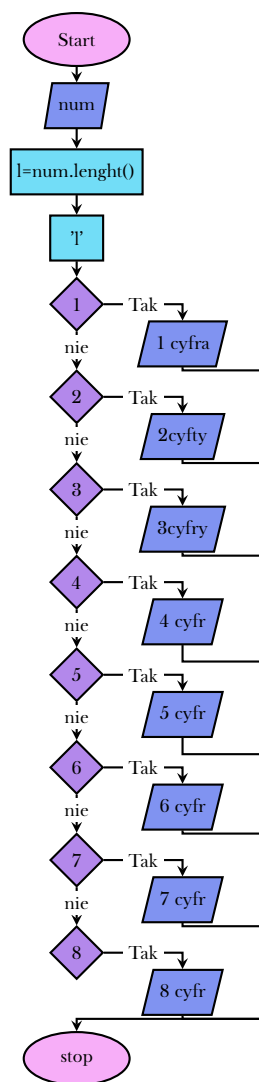 Start
num
l=num.lenght()
'l'
1
Tak
1 cyfra
nie
2
Tak
2cyfty
nie
3
Tak
3cyfry
nie
4
Tak
4 cyfr
nie
5
Tak
5 cyfr
nie
6
Tak
6 cyfr
nie
7
Tak
7 cyfr
nie
8
Tak
8 cyfr
stop